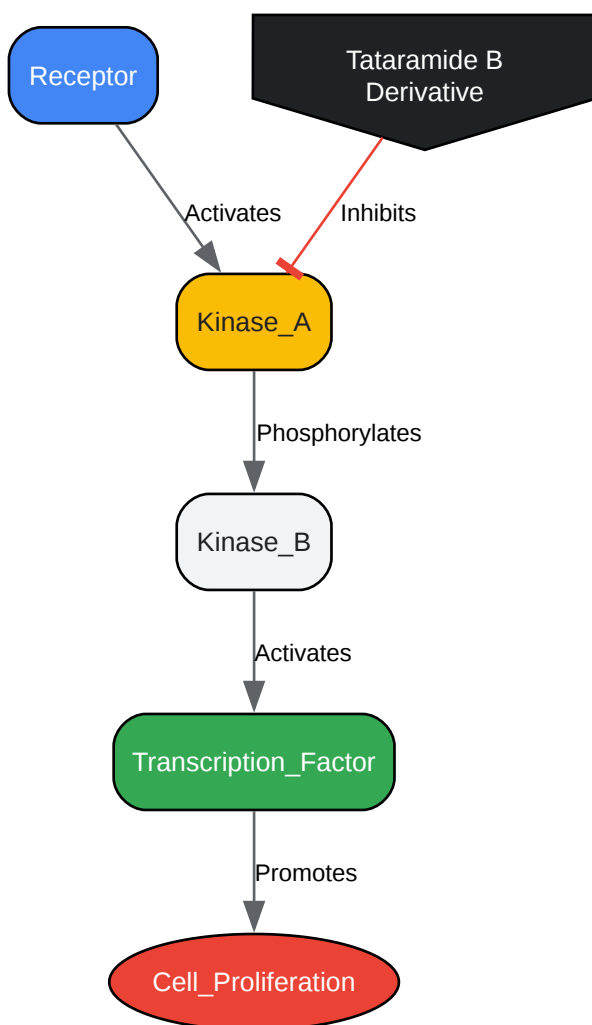 Receptor
Tataramide B
Derivative
Activates
Inhibits
Kinase_A
Phosphorylates
Kinase_B
Activates
Transcription_Factor
Promotes
Cell_Proliferation